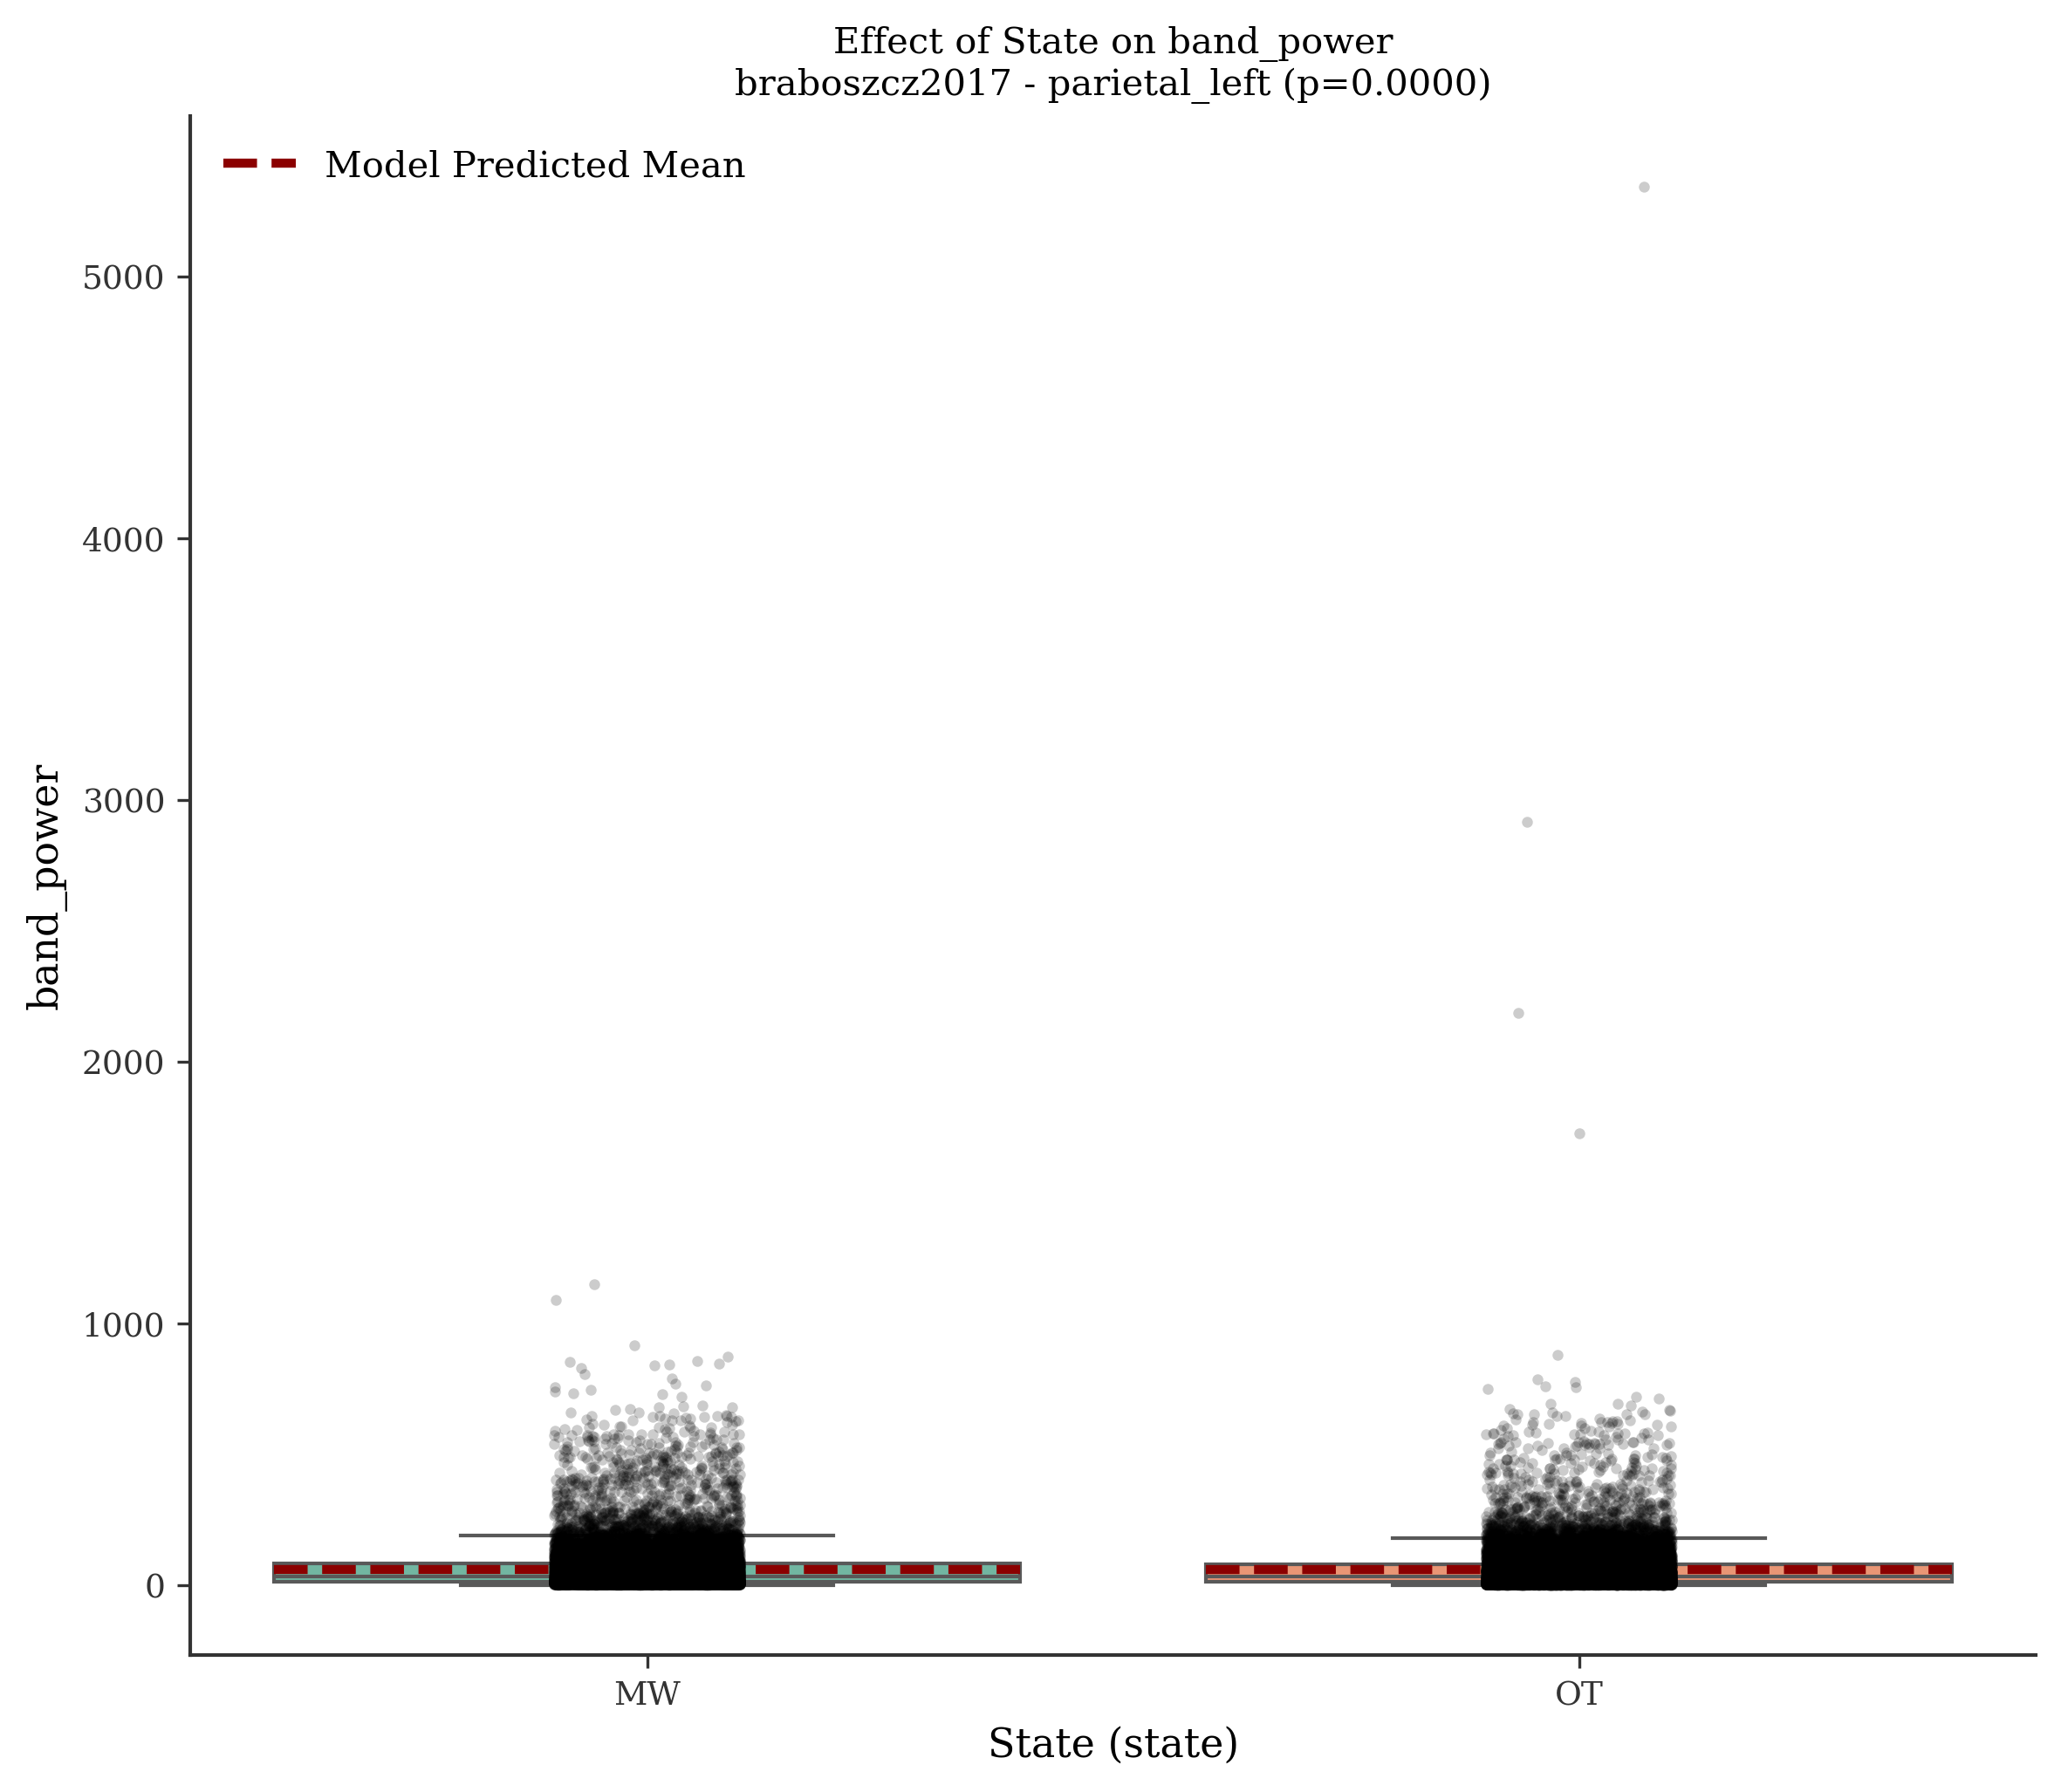 Effect of State on band_power
braboszcz2017 - parietal_left (p=0.0000)
Model Predicted Mean
5000
4000
3000
2000
1000
0
band_power
MW
OT
State (state)